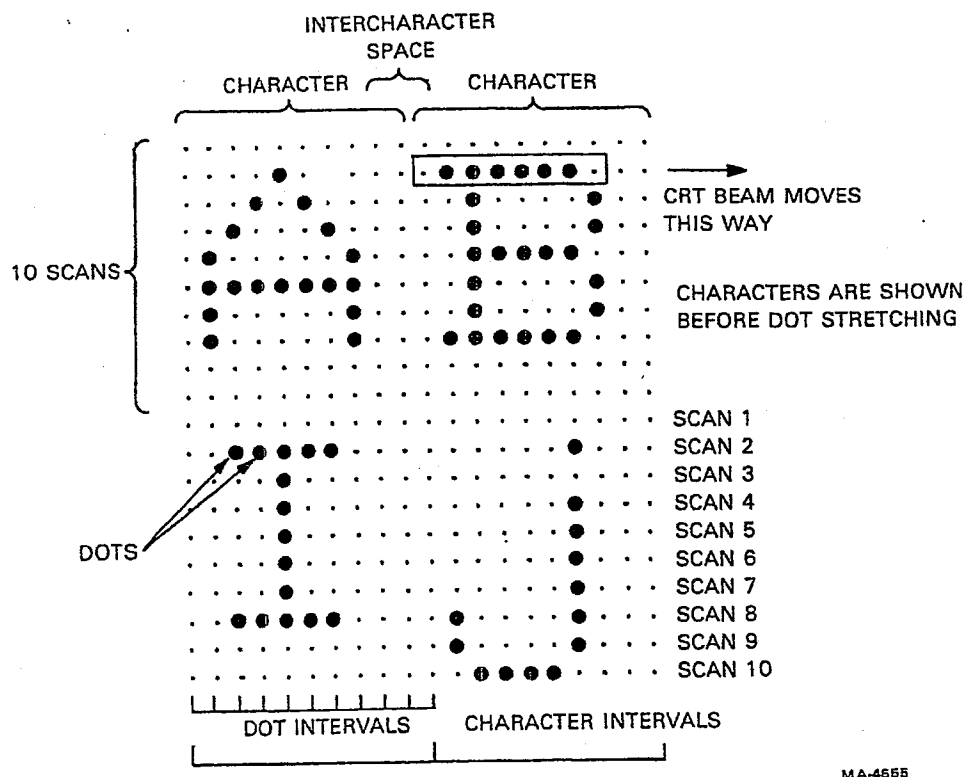 INTERCHARACTER
SPACE
CHARACTER
CHARACTER
CRT BEAM MOVES
THIS WAY
10 SCANS
CHARACTERS ARE SHOWN
BEFORE DOT STRETCHING
SCAN 1
SCAN 2
SCAN 3
SCAN 4
SCAN 5
DOTS
SCAN 6
SCAN 7
SCAN 8
SCAN 9
SCAN 10
DOT INTERVALS
CHARACTER INTERVALS
MA-4555